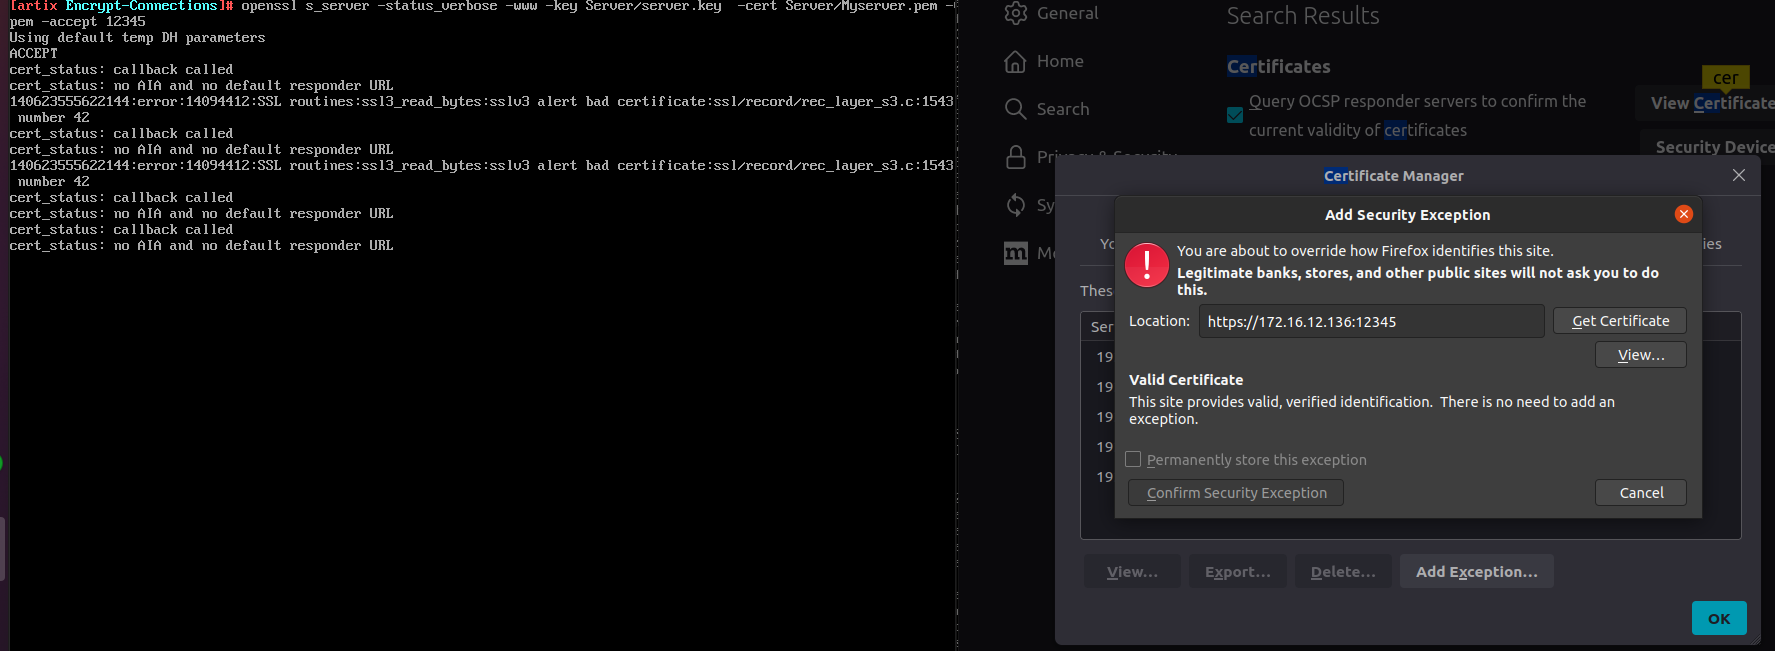 [artix Encrypt-Connections]# openssl s_server -status_verbose -www -key Server/server.key  -cert Server/Myserver.pem -
pem -accept 12345
Using default temp DH parameters
ACCEPT
cert_status: callback called
cert_status: no AIA and no default responder URL
140623555622144:error:14094412:SSL routines:ssl3_read_bytes:sslv3 alert bad certificate:ssl/record/rec_layer_s3.c:1543
 number 42
cert_status: callback called
cert_status: no AIA and no default responder URL
140623555622144:error:14094412:SSL routines:ssl3_read_bytes:sslv3 alert bad certificate:ssl/record/rec_layer_s3.c:1543
 number 42
cert_status: callback called
cert_status: no AIA and no default responder URL
cert_status: callback called
cert_status: no AIA and no default responder URL
General
Home
Search
Privacy & Security
Sy
Mo
Search Results
Certificates
Query OCSP responder servers to confirm the
current validity of certificates
cer
View Certificate
Security Device
Certificate Manager
Yo
ies
Thes
Ser
19
19
19
19
19
Add Security Exception
You are about to override how Firefox identifies this site.
Legitimate banks, stores, and other public sites will not ask you to do
this.
Location:
https://172.16.12.136:12345
Get Certificate
View...
Valid Certificate
This site provides valid, verified identification.  There is no need to add an
exception.
Permanently store this exception
Confirm Security Exception
Cancel
View...
Export...
Delete...
Add Exception...
OK